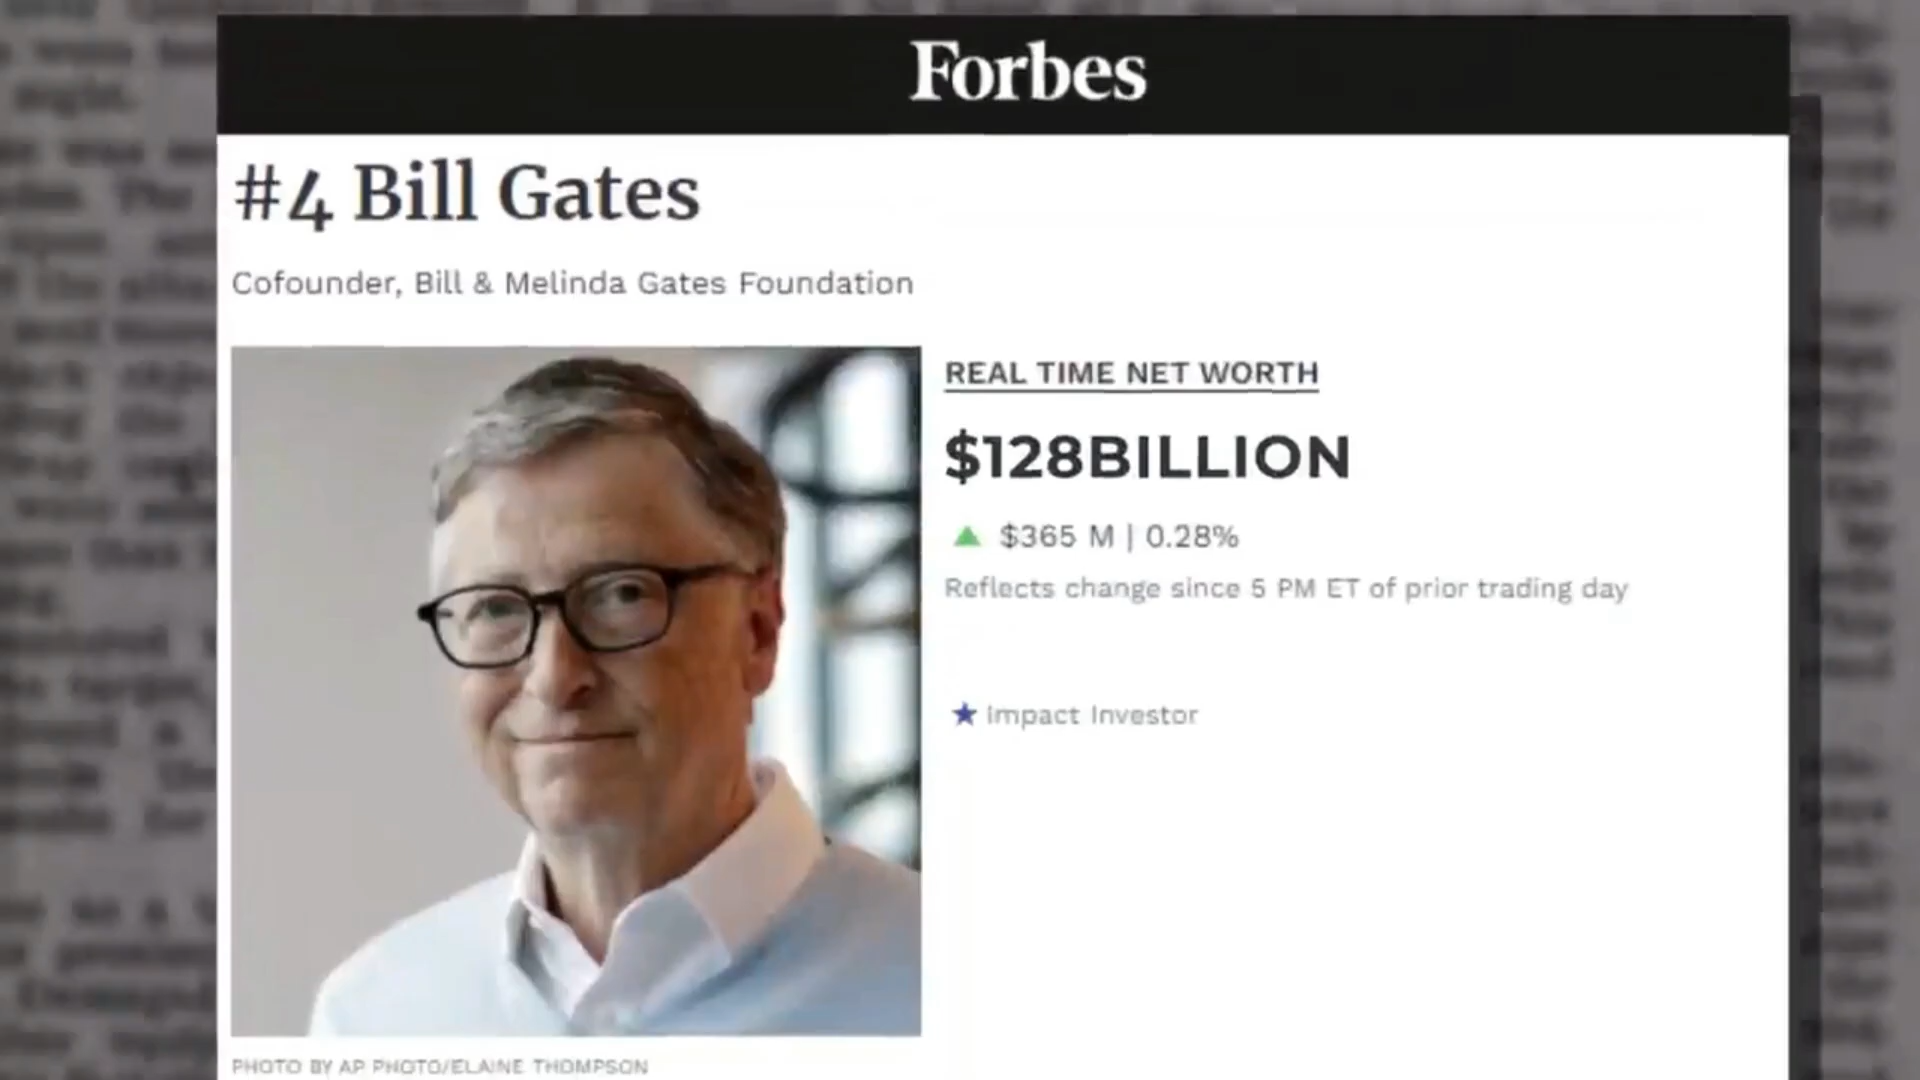 Forbes
#4 Bill Gates
Cofounder, Bill & Melinda Gates Foundation
REAL TIME NET WORTH
$128BILLION
$365 M | 0.28%
Reflects change since 5 PM ET of prior trading day
Impact Investor
PHOTO BY AP PHOTO/ELAINE THOMPSON